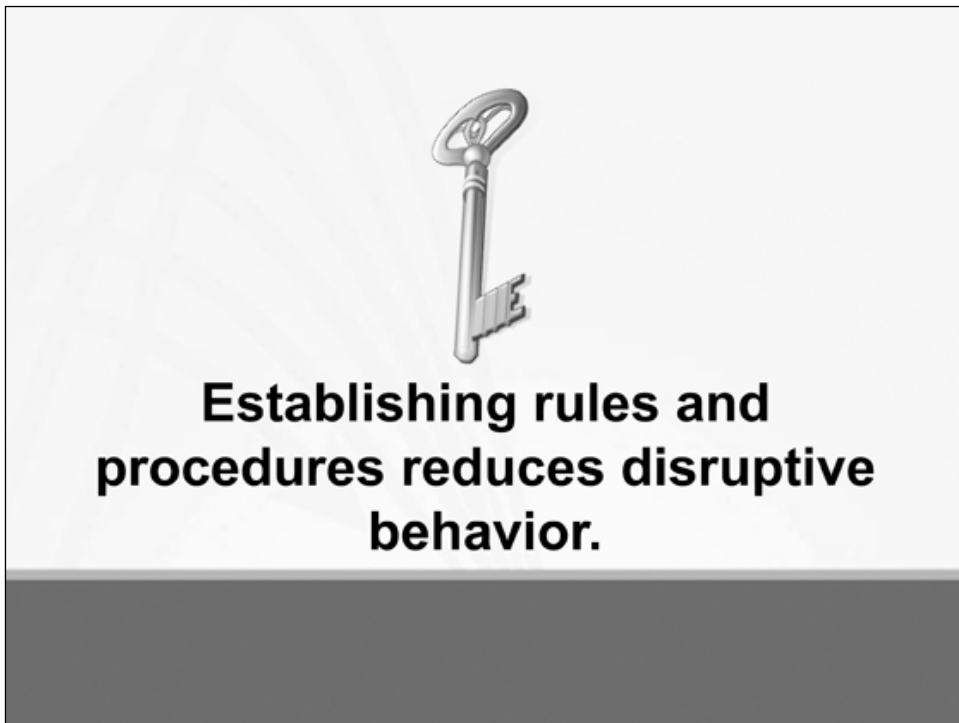 Establishing rules and
procedures reduces disruptive
behavior.